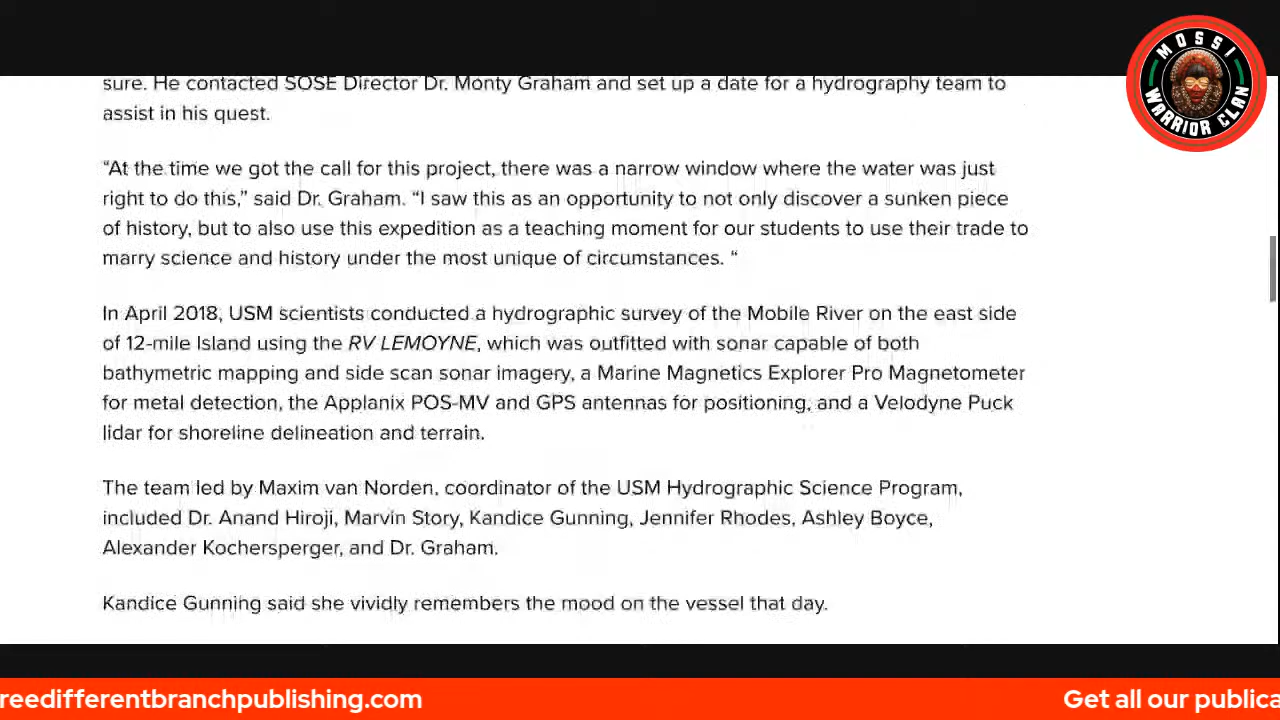 MOSSI
WARRIOR CLAN
sure. He contacted SOSE Director Dr. Monty Graham and set up a date for a hydrography team to
assist in his quest.
“At the time we got the call for this project, there was a narrow window where the water was just
right to do this,” said Dr. Graham. “I saw this as an opportunity to not only discover a sunken piece
of history, but to also use this expedition as a teaching moment for our students to use their trade to
marry science and history under the most unique of circumstances. “
In April 2018, USM scientists conducted a hydrographic survey of the Mobile River on the east side
of 12-mile Island using the RV LEMOYNE, which was outfitted with sonar capable of both
bathymetric mapping and side scan sonar imagery, a Marine Magnetics Explorer Pro Magnetometer
for metal detection, the Applanix POS-MV and GPS antennas for positioning, and a Velodyne Puck
lidar for shoreline delineation and terrain.
The team led by Maxim van Norden, coordinator of the USM Hydrographic Science Program,
included Dr. Anand Hiroji, Marvin Story, Kandice Gunning, Jennifer Rhodes, Ashley Boyce,
Alexander Kochersperger, and Dr. Graham.
Kandice Gunning said she vividly remembers the mood on the vessel that day.
reedifferentbranchpublishing.com Get all our publica